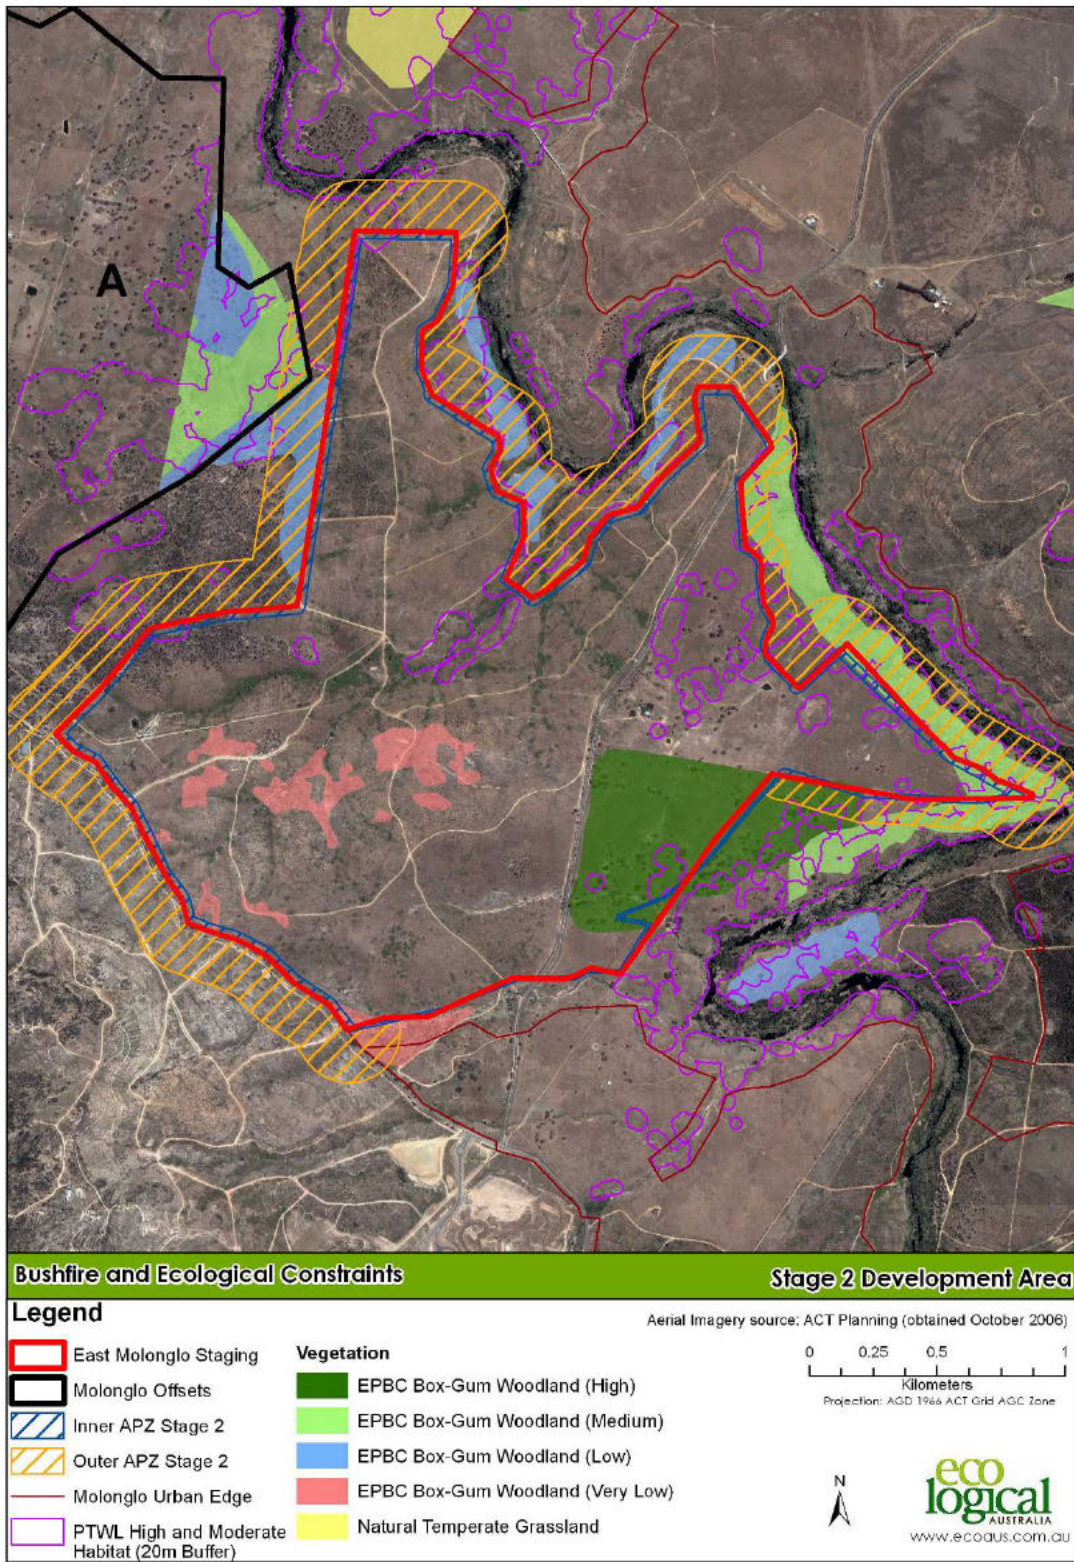 A
Bushfire and Ecological Constraints
Stage 2 Development Area
Legend
Aerial Imagery source: ACT Planning (obtained October 2006)
East Molonglo Staging
Molonglo Offsets
Inner APZ Stage 2
Outer APZ Stage 2
Molonglo Urban Edge
PTWL High and Moderate
Habitat (20m Buffer)
Vegetation
EPBC Box-Gum Woodland (High)
EPBC Box-Gum Woodland (Medium)
EPBC Box-Gum Woodland (Low)
EPBC Box-Gum Woodland (Very Low)
Natural Temperate Grassland
0 0.25 0.5 1
Kilometers
Projection: AGD 1966 ACT Grid AGC Zone
N
eco
logical
AUSTRALIA
www.ecoaus.com.au